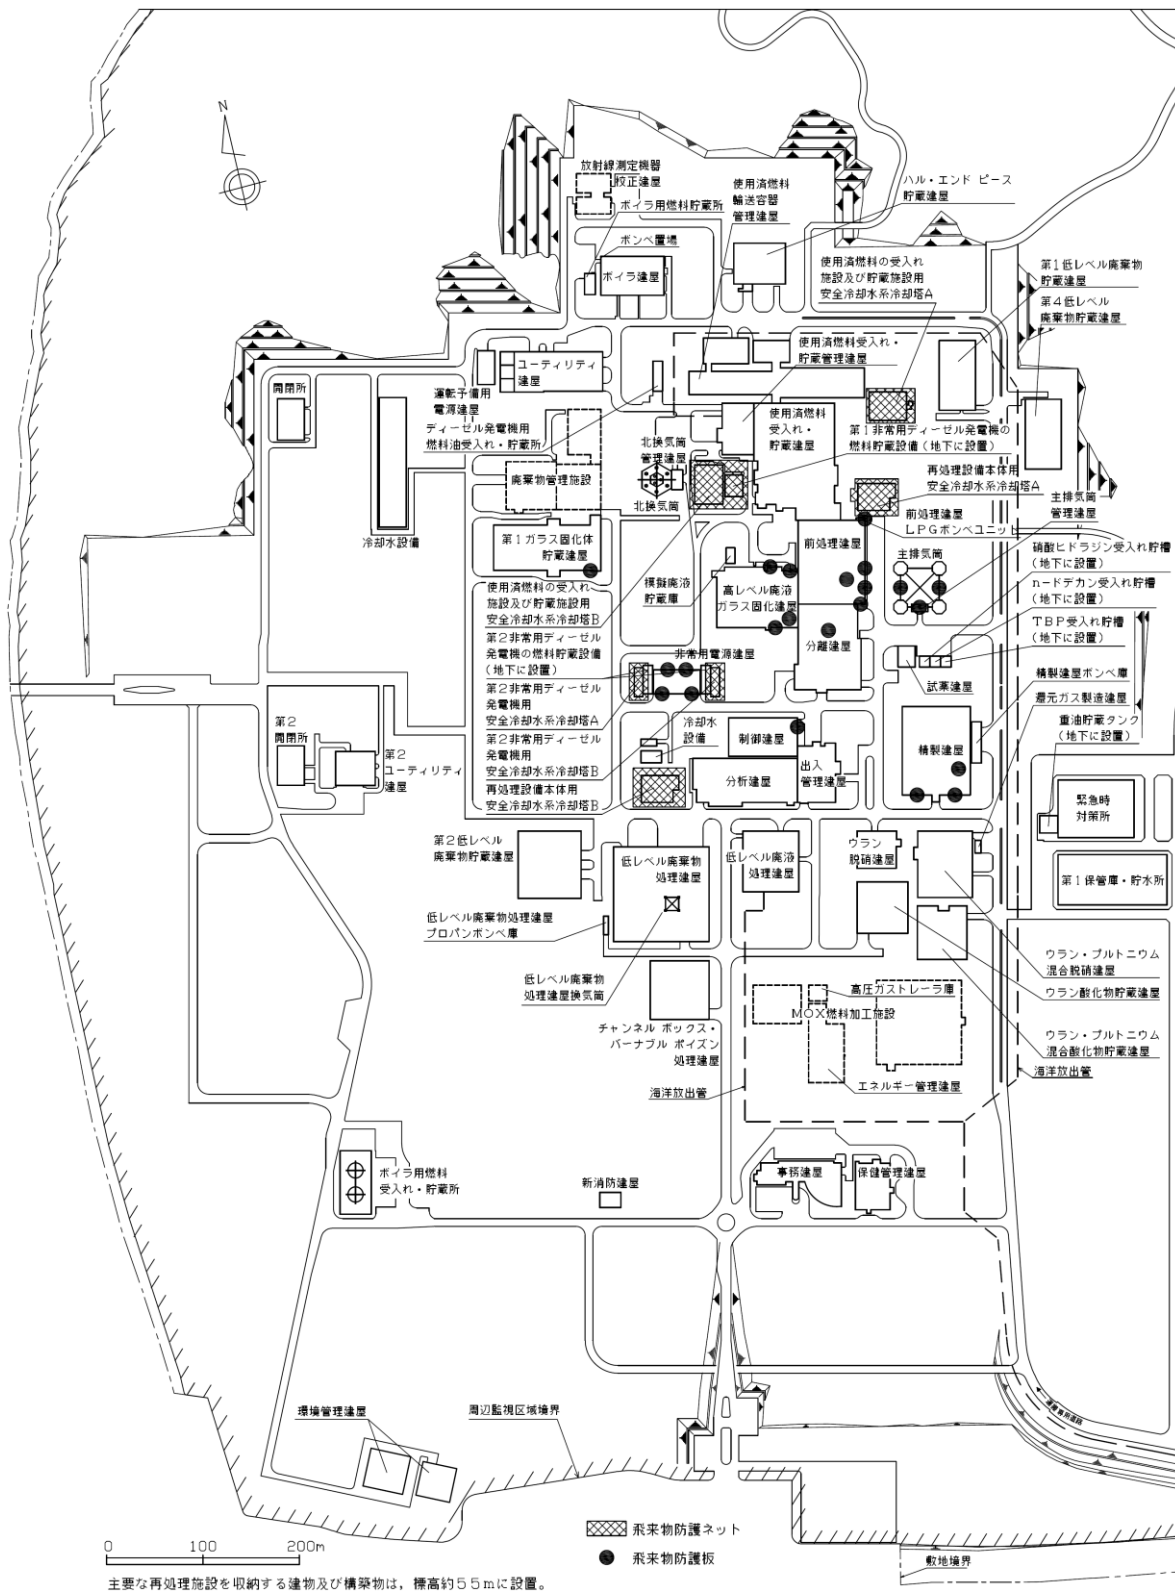 N
放射線測定機器
校正建屋
ボイラ用燃料貯蔵所
ボンベ置場
ボイラ建屋
使用済燃料
輸送容器
管理建屋
ハル・エンド ピース
貯蔵建屋
使用済燃料の受入れ
施設及び貯蔵施設用
安全冷却水系冷却塔A
第1低レベル廃棄物
貯蔵建屋
第4低レベル
廃棄物貯蔵建屋
使用済燃料受入れ・
貯蔵管理建屋
ユーティリティ
建屋
開閉所
運転予備用
電源建屋
ディーゼル発電機用
燃料油受入れ・貯蔵所
北換気筒
管理建屋
使用済燃料
受入れ・
貯蔵建屋
第1非常用ディーゼル発電機の
燃料貯蔵設備(地下に設置)
再処理設備本体用
安全冷却水系冷却塔A
廃棄物管理施設
北換気筒
主排気筒
管理建屋
前処理建屋
LPGボンベユニット
冷却水設備
第1ガラス固化体
貯蔵建屋
前処理建屋
主排気筒
硝酸ヒドラジン受入れ貯槽
(地下に設置)
模擬廃液
貯蔵庫
高レベル廃液
ガラス固化建屋
n-ドデカン受入れ貯槽
(地下に設置)
使用済燃料の受入れ
施設及び貯蔵施設用
安全冷却水系冷却塔B
TBP受入れ貯槽
(地下に設置)
第2非常用ディーゼル
発電機の燃料貯蔵設備
(地下に設置)
非常用電源建屋
分離建屋
試薬建屋
精製建屋ボンベ庫
還元ガス製造建屋
第2非常用ディーゼル
発電機用
安全冷却水系冷却塔A
重油貯蔵タンク
(地下に設置)
第2
開閉所
第2
ユーティリティ
建屋
第2非常用ディーゼル
発電機用
安全冷却水系冷却塔B
冷却水
設備
制御建屋
精製建屋
再処理設備本体用
安全冷却水系冷却塔B
分析建屋
出入
管理建屋
緊急時
対策所
第2低レベル
廃棄物貯蔵建屋
低レベル廃棄物
処理建屋
低レベル廃液
処理建屋
ウラン
脱硝建屋
第1保管庫・貯水所
低レベル廃棄物処理建屋
プロパンボンベ庫
低レベル廃棄物
処理建屋換気筒
ウラン・プルトニウム
混合脱硝建屋
ウラン酸化物貯蔵建屋
高圧ガストレーラ庫
MOX燃料加工施設
チャンネル ボックス・
バーナブル ポイズン
処理建屋
ウラン・プルトニウム
混合酸化物貯蔵建屋
海洋放出管
エネルギー管理建屋
海洋放出管
ボイラ用燃料
受入れ・貯蔵所
新消防建屋
事務建屋
保健管理建屋
環境管理建屋
周辺監視区域境界
飛来物防護ネット
飛来物防護板
敷地境界
0 100 200m
主要な再処理施設を収納する建物及び構築物は,標高約55mに設置。